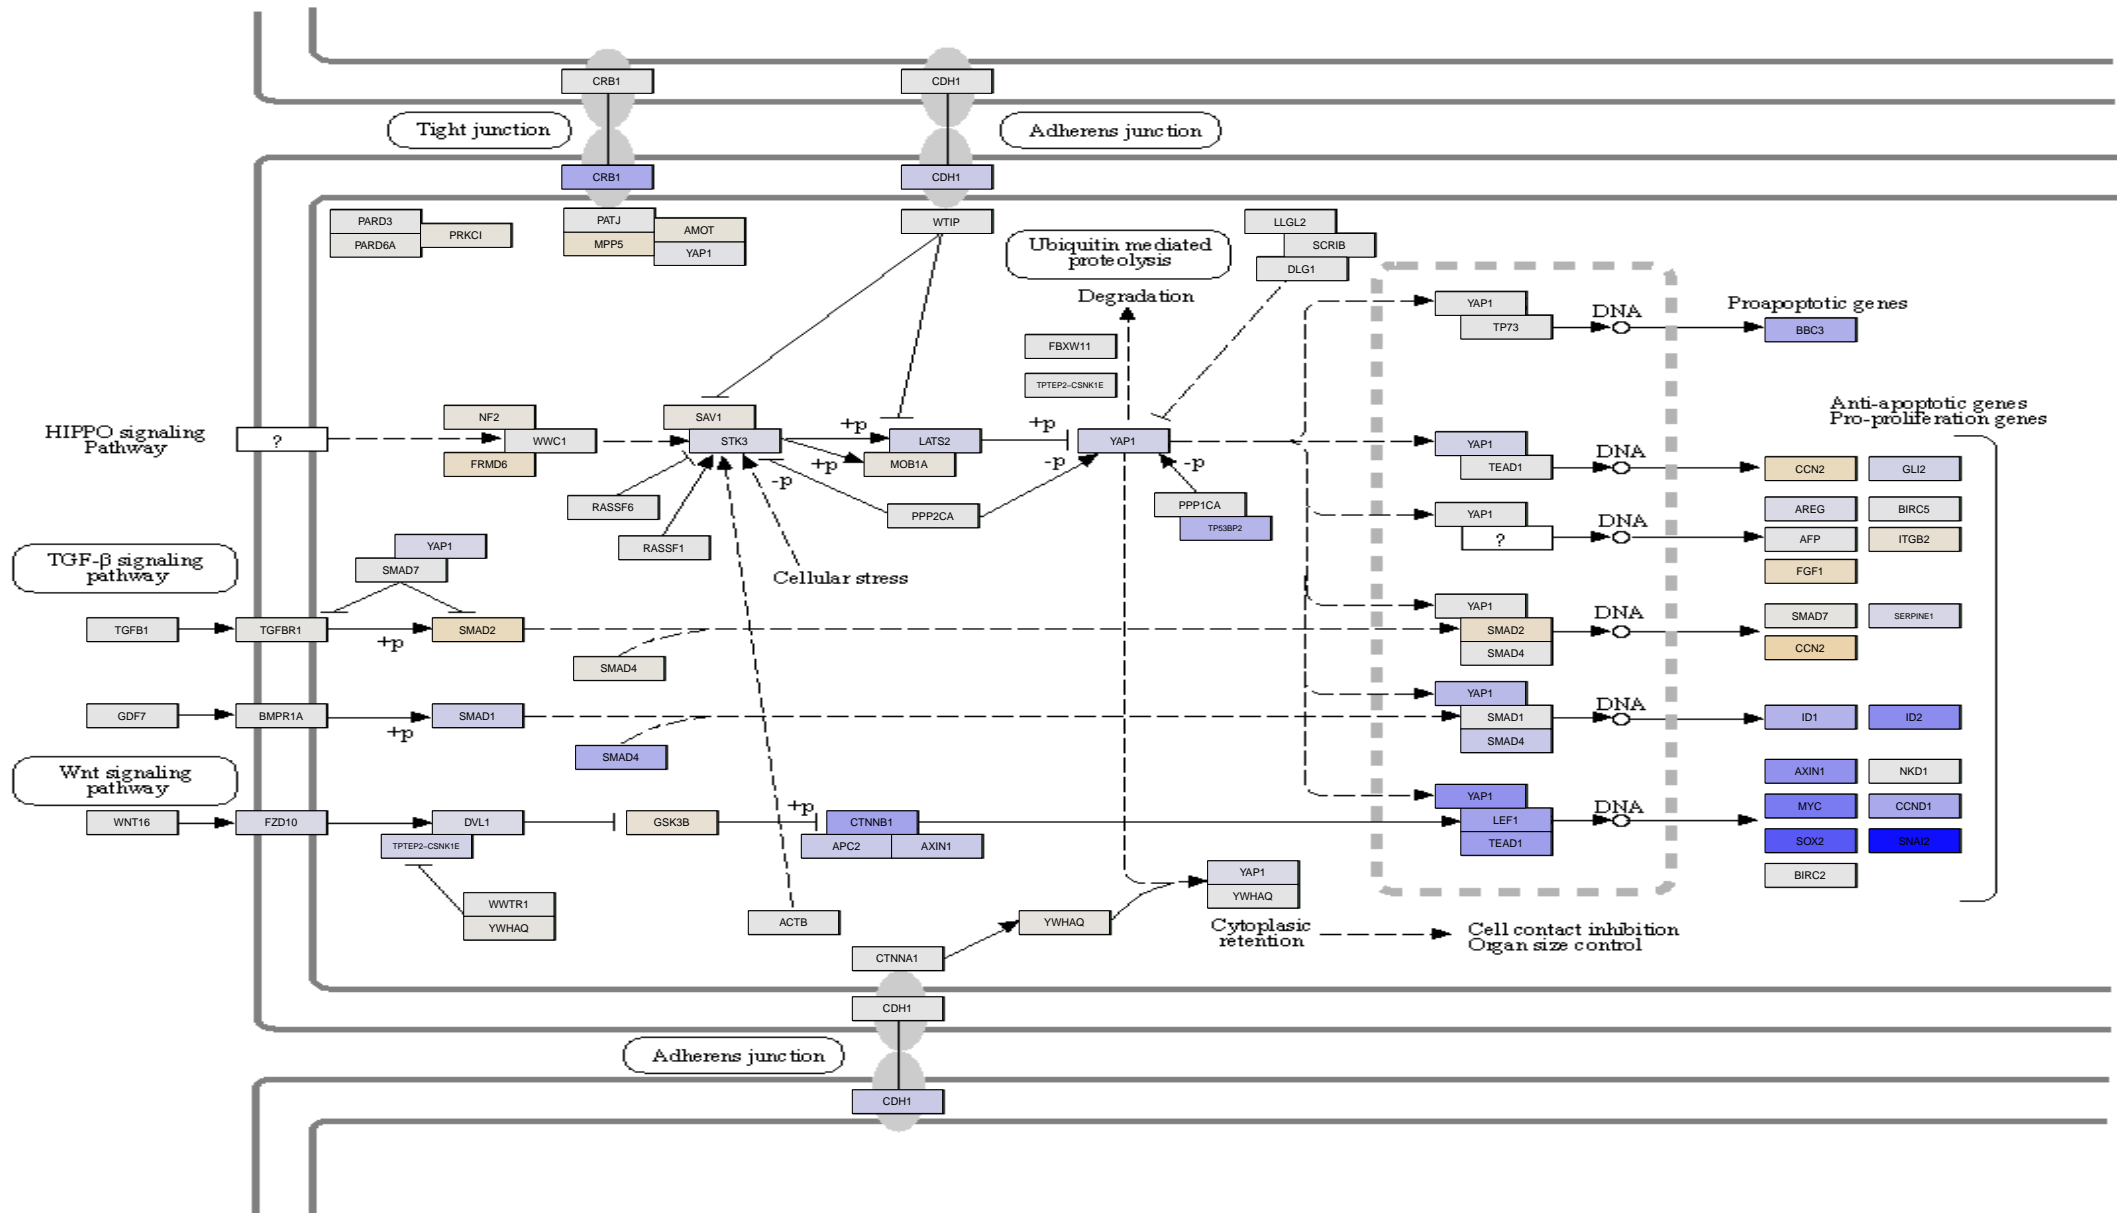 CRB1
CDH1
Tight junction
Adherens junction
CRB1
CDH1
PARD3
PARD6A
PRKCI
PATJ
MPP5
AMOT
YAP1
WTIP
LLGL2
SCRIB
DLG1
Ubiquitin mediated
proteolysis
Degradation
FBXW11
TPTEP2-CSNK1E
YAP1
TP73
DNA
Proapoptotic genes
BBC3
Anti-apoptotic genes
Pro-proliferation genes
HIPPO signaling
Pathway
?
NF2
WWC1
FRMD6
SAV1
STK3
+p
+p
-p
LATS2
MOB1A
+p
YAP1
-p
-p
RASSF6
RASSF1
PPP2CA
PPP1CA
TP53BP2
Cellular stress
YAP1
TEAD1
DNA
CCN2
GLI2
YAP1
?
DNA
AREG
BIRC5
AFP
ITGB2
FGF1
TGF-β signaling
pathway
YAP1
SMAD7
TGFB1
TGFBR1
+p
SMAD2
SMAD4
YAP1
SMAD2
SMAD4
DNA
SMAD7
SERPINE1
CCN2
GDF7
BMPR1A
+p
SMAD1
SMAD4
YAP1
SMAD1
SMAD4
DNA
ID1
ID2
Wnt signaling
pathway
WNT16
FZD10
DVL1
TPTEP2-CSNK1E
GSK3B
+p
CTNNB1
APC2
AXIN1
YAP1
LEF1
TEAD1
DNA
AXIN1
NKD1
MYC
CCND1
SOX2
SNAI2
BIRC2
WWTR1
YWHAQ
ACTB
YWHAQ
YAP1
YWHAQ
Cytoplasic
retention
Cell contact inhibition
Organ size control
CTNNA1
CDH1
Adherens junction
CDH1